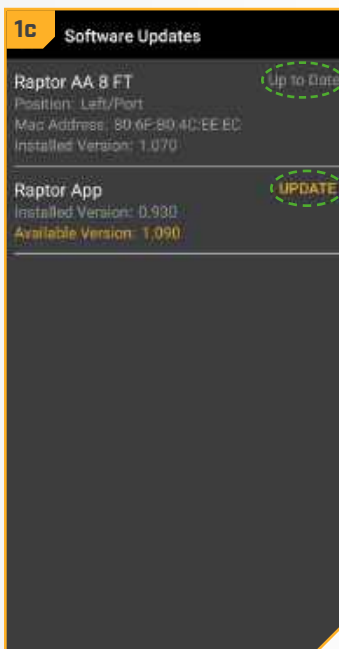 1c
Software Updates
Raptor AA 8 FT
Up to Date
Position: Left/Port
Mac Address: 80:6F:B0:4C:EE:EC
Installed Version: 1.070
Raptor App
UPDATE
Installed Version: 0.930
Available Version: 1.090